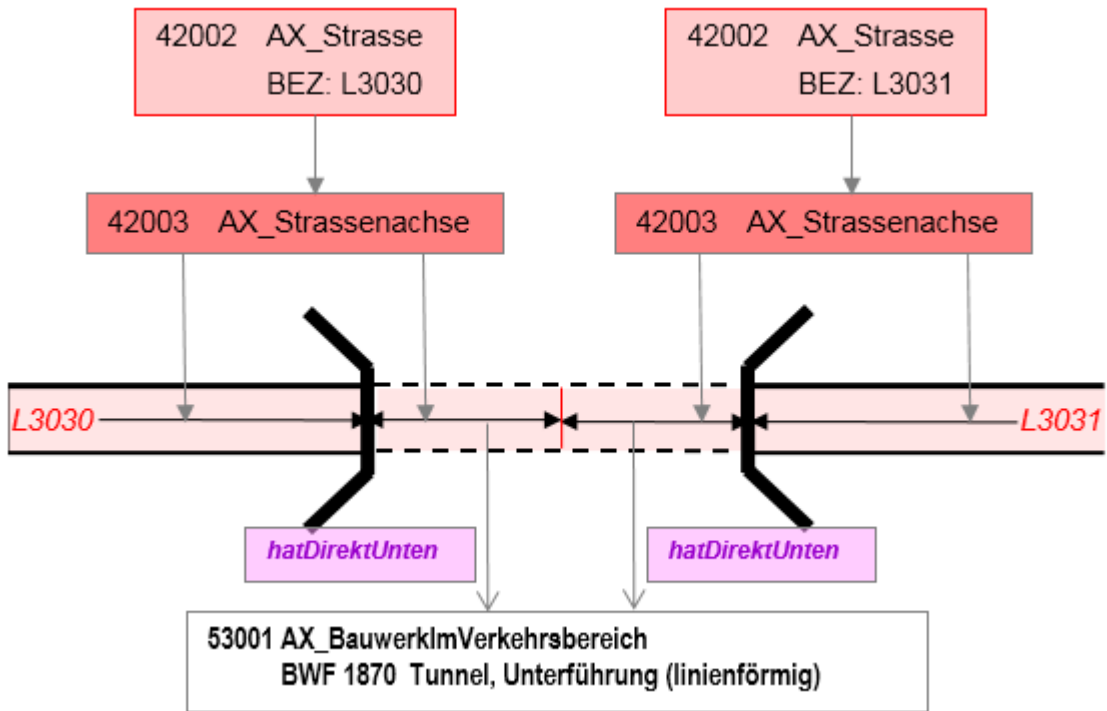 42002 AX_Strasse
BEZ: L3030
42002 AX_Strasse
BEZ: L3031
42003 AX_Strassenachse
42003 AX_Strassenachse
L3030
L3031
hatDirektUnten
hatDirektUnten
53001 AX_BauwerkImVerkehrsbereich
BWF 1870 Tunnel, Unterführung (linienförmig)